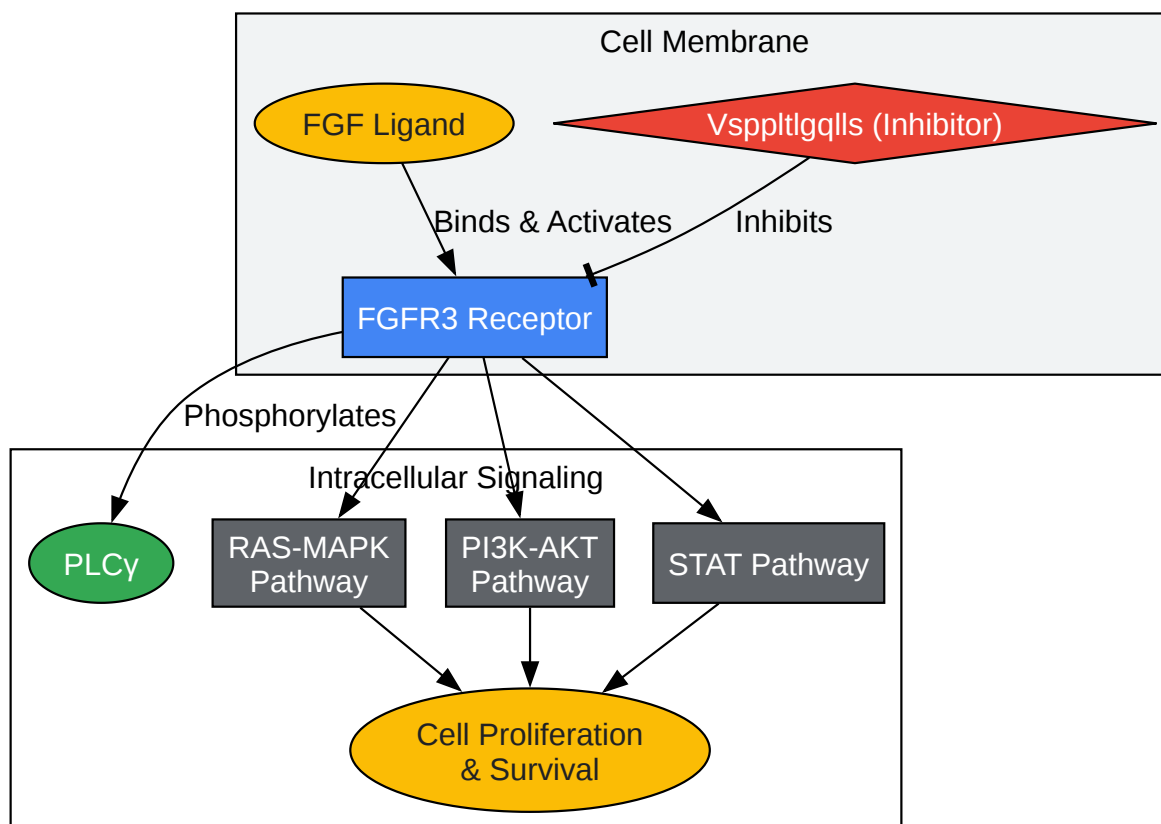 Cell Membrane
FGF Ligand
Vsppltlgqlls (Inhibitor)
Binds & Activates
Inhibits
FGFR3 Receptor
Phosphorylates
Intracellular Signaling
PLCγ
RAS-MAPK
Pathway
PI3K-AKT
Pathway
STAT Pathway
Cell Proliferation
& Survival